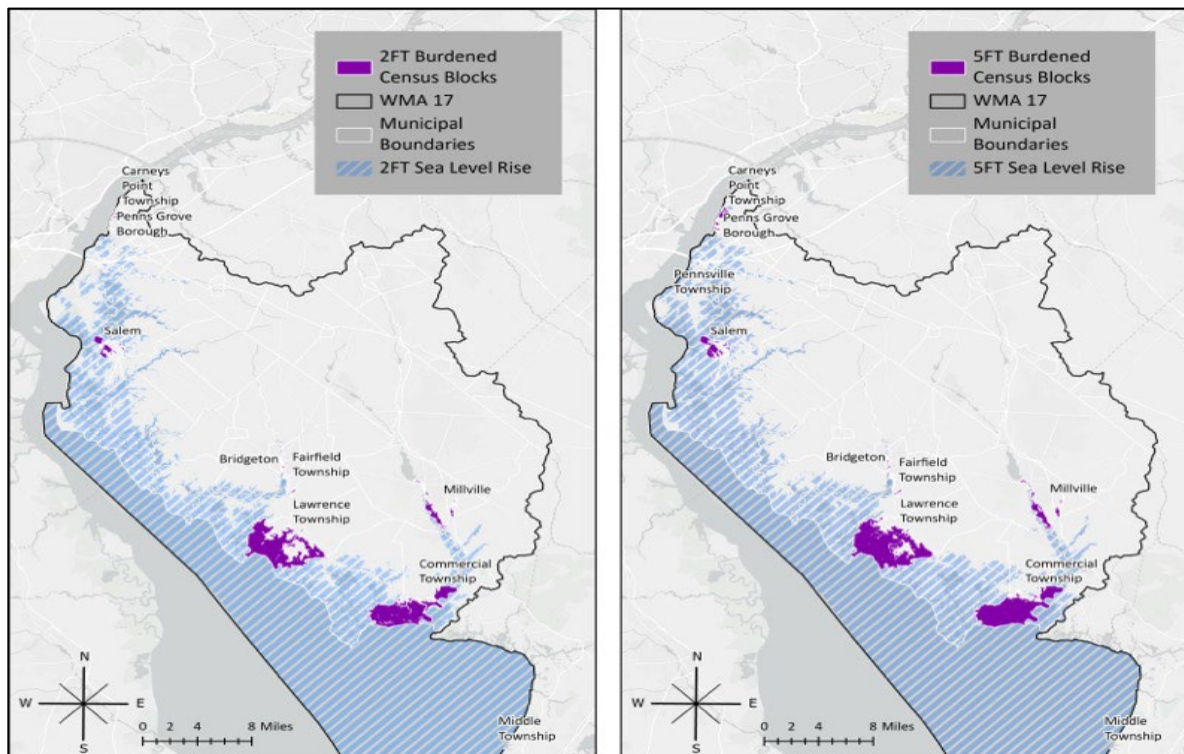 2FT Burdened
Census Blocks
WMA 17
Municipal
Boundaries
2FT Sea Level Rise
Carneys
Point
Township
Penns Grove
Borough
Salem
Bridgeton
Fairfield
Township
Lawrence
Township
Millville
Commercial
Township
Middle
Township
N
W
E
S
0 2 4 8 Miles
5FT Burdened
Census Blocks
WMA 17
Municipal
Boundaries
5FT Sea Level Rise
Carneys
Point
Township
Penns Grove
Borough
Pennsville
Township
Salem
Bridgeton
Fairfield
Township
Lawrence
Township
Millville
Commercial
Township
Middle
Township
N
W
E
S
0 2 4 8 Miles